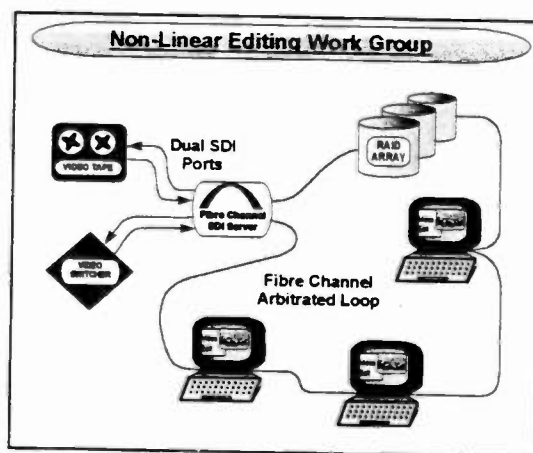 Non-Linear Editing Work Group
Dual SDI
Ports
VIDEO TAPE
RAID
ARRAY
Fibre Channel
SDI Server
VIDEO
SWITCHER
Fibre Channel
Arbitrated Loop